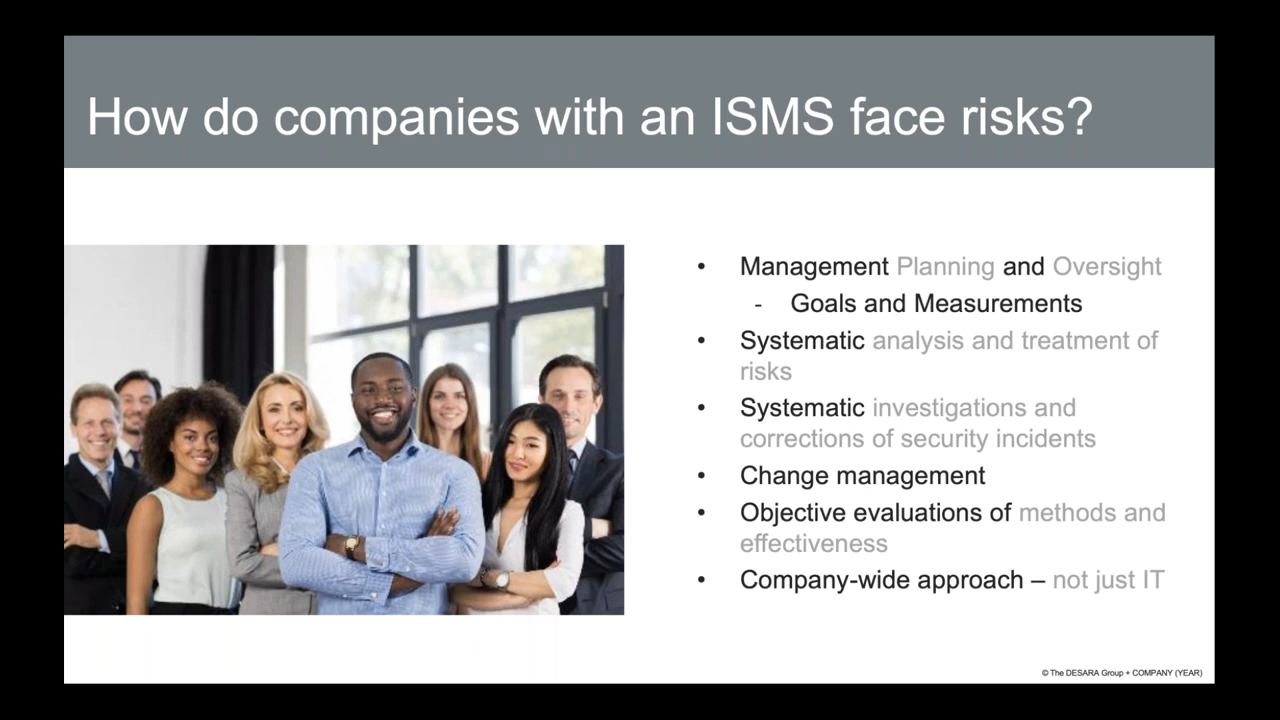 How do companies with an ISMS face risks?
• Management Planning and Oversight
- Goals and Measurements
• Systematic analysis and treatment of
risks
• Systematic investigations and
corrections of security incidents
• Change management
• Objective evaluations of methods and
effectiveness
• Company-wide approach – not just IT
© The DESARA Group + COMPANY (YEAR)